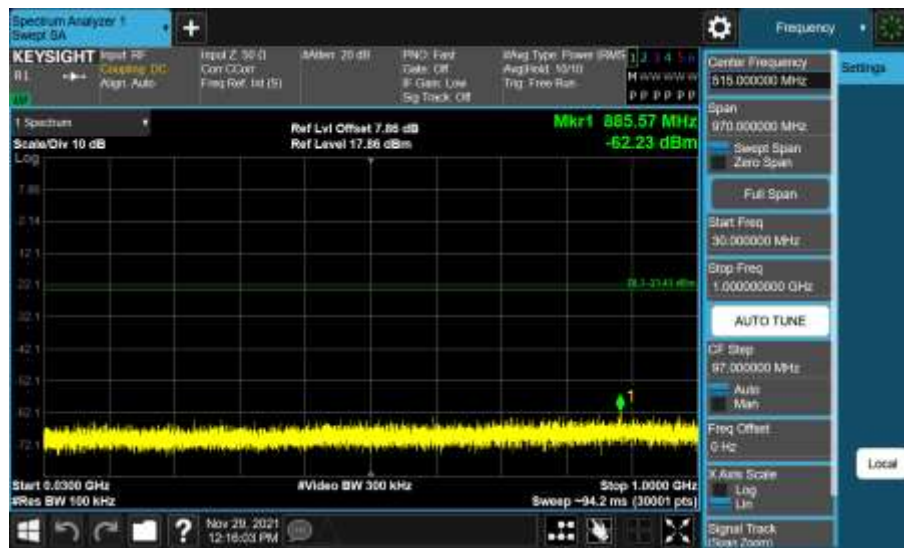 Spectrum Analyzer 1
Swept SA
Frequency
KEYSIGHT
Input: RF
Coupling: DC
Align: Auto
Input Z: 50 Ω
Corr CCorr
Freq Ref: Int (S)
#Atten: 20 dB
PNO: Fast
Gate: Off
IF Gain: Low
Sig Track: Off
#Avg Type: Power (RMS
Avg|Hold: 10/10
Trig: Free Run
1 2 3 4 5 6
M W W W W W
P P P P P P
Center Frequency
515.000000 MHz
Settings
Span
970.000000 MHz
Swept Span
Zero Span
Full Span
Start Freq
30.000000 MHz
Stop Freq
1.000000000 GHz
AUTO TUNE
CF Step
97.000000 MHz
Auto
Man
Freq Offset
0 Hz
X Axis Scale
Log
Lin
Signal Track
(Span Zoom)
Local
1 Spectrum
Scale/Div 10 dB
Ref Lvl Offset 7.86 dB
Ref Level 17.86 dBm
Mkr1 885.57 MHz
-62.23 dBm
Log
7.86
-2.14
-12.1
-22.1
-32.1
-42.1
-52.1
-62.1
-72.1
1
Start 0.0300 GHz
#Res BW 100 kHz
#Video BW 300 kHz
Stop 1.0000 GHz
Sweep ~94.2 ms (30001 pts)
?
Nov 29, 2021
12:16:03 PM